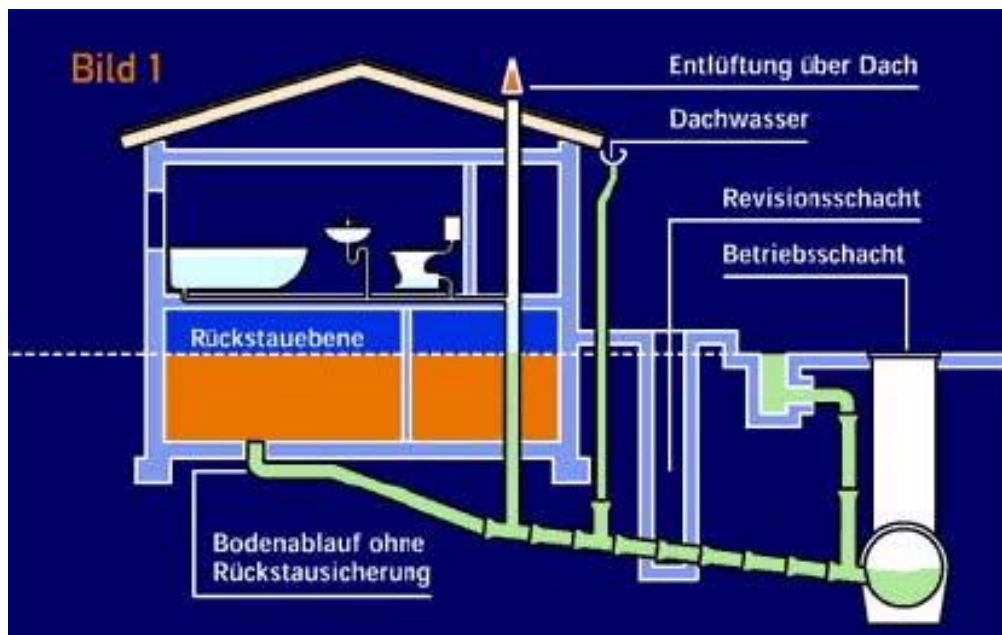 Bild 1
Entlüftung über Dach
Dachwasser
Revisionsschacht
Betriebsschacht
Rückstauebene
Bodenablauf ohne
Rückstausicherung